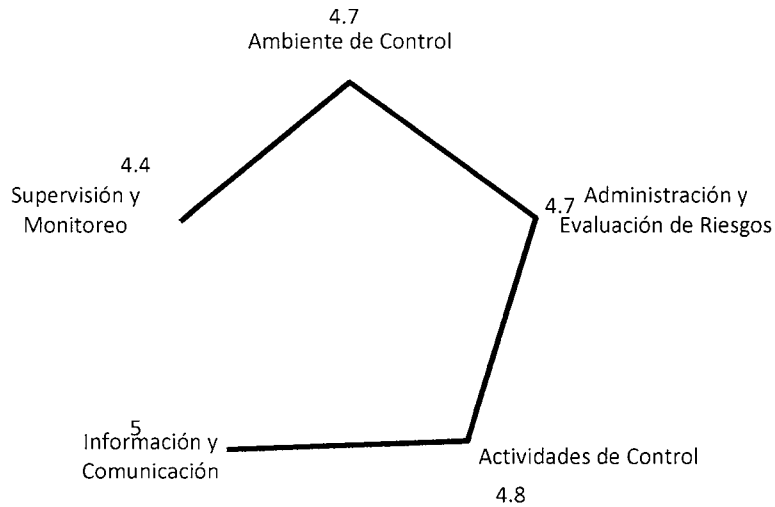 4.7
Ambiente de Control
4.4
Supervisión y
Monitoreo
4.7
Administración y
Evaluación de Riesgos
5
Información y
Comunicación
Actividades de Control
4.8